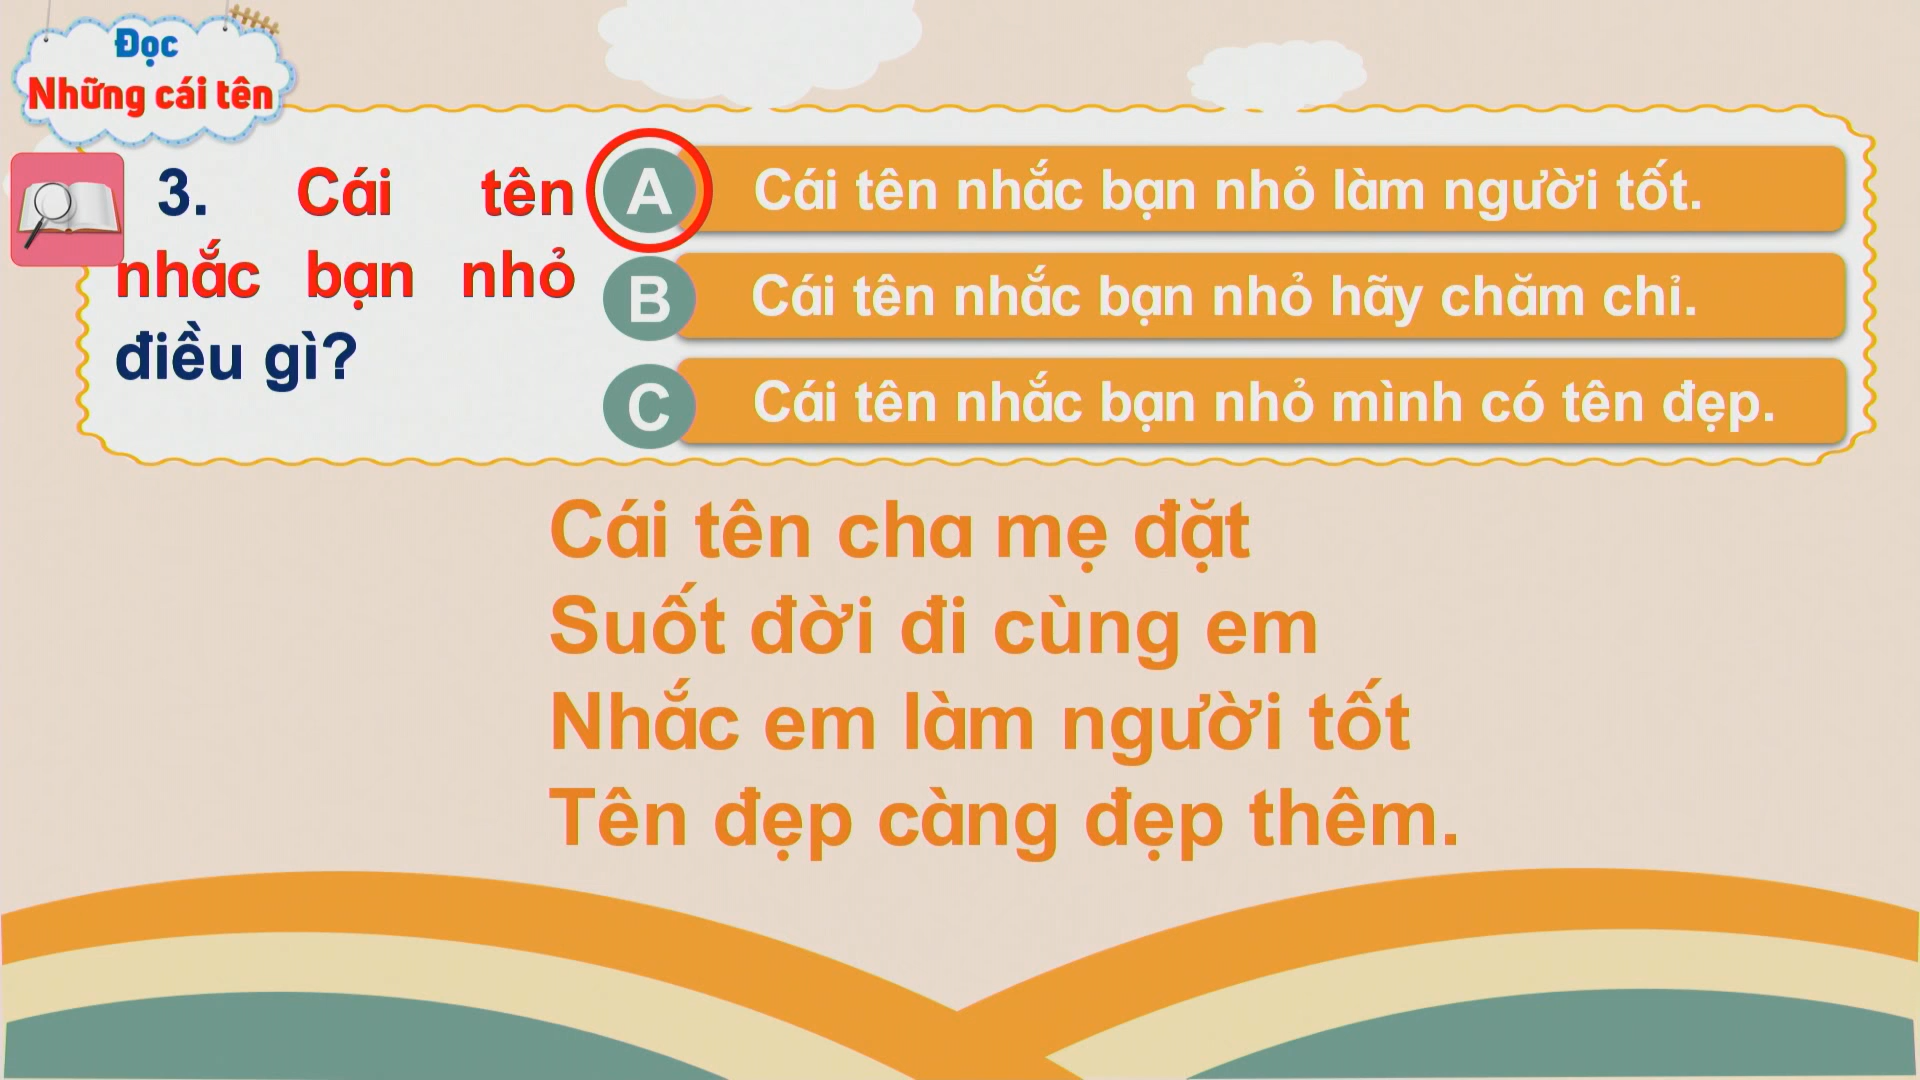 Đọc
Những cái tên
3. Cái tên
nhắc bạn nhỏ
điều gì?
A Cái tên nhắc bạn nhỏ làm người tốt.
B Cái tên nhắc bạn nhỏ hãy chăm chỉ.
C Cái tên nhắc bạn nhỏ mình có tên đẹp.
Cái tên cha mẹ đặt
Suốt đời đi cùng em
Nhắc em làm người tốt
Tên đẹp càng đẹp thêm.